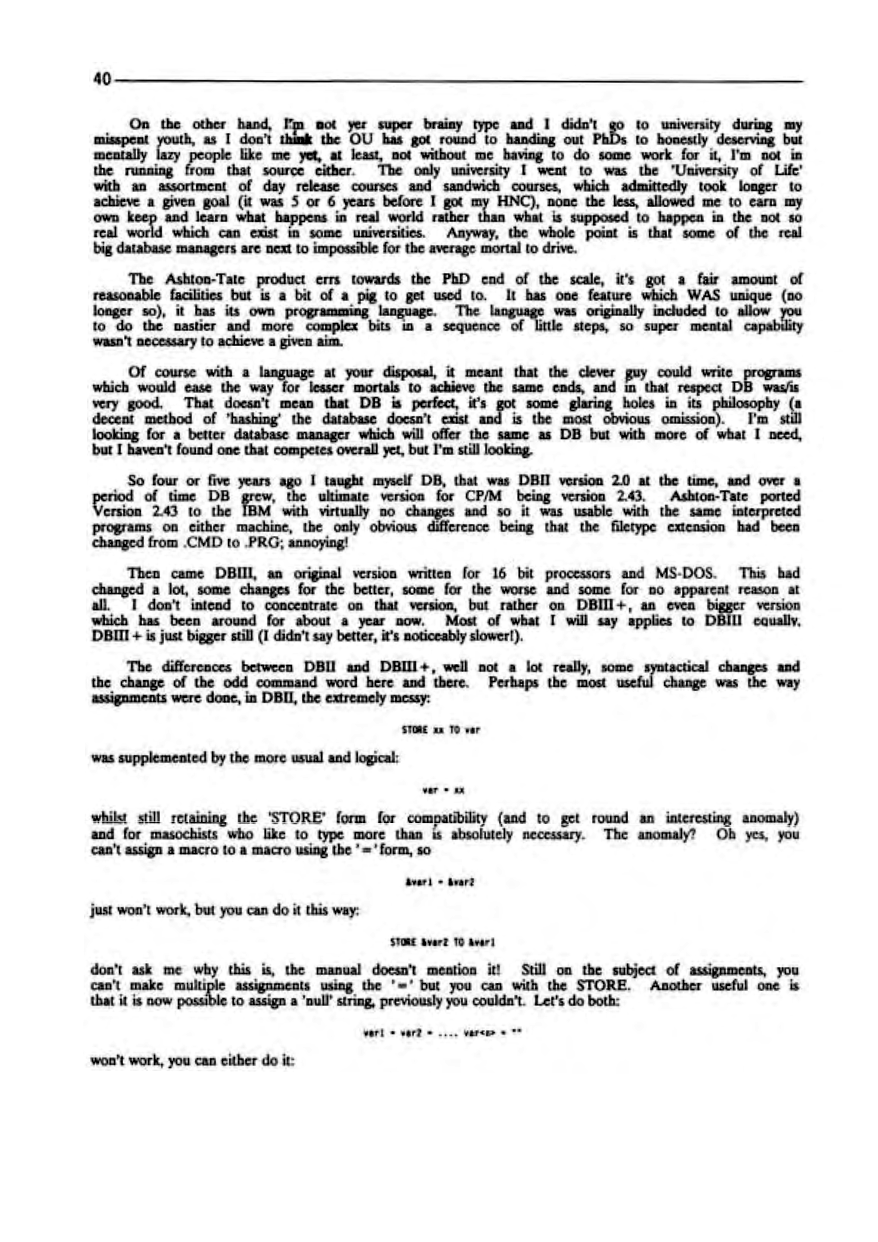 40
On the other hand, I'm not yer super brainy type and I didn't go to university during my
misspent youth, as I don't think the OU has got round to handing out PhDs to honestly deserving but
mentally lazy people like me yet, at least, not without me having to do some work for it, I'm not in
the running from that source either. The only university I went to was the 'University of Life'
with an assortment of day release courses and sandwich courses, which admittedly took longer to
achieve a given goal (it was 5 or 6 years before I got my HNC), none the less, allowed me to earn my
own keep and learn what happens in real world rather than what is supposed to happen in the not so
real world which can exist in some universities. Anyway, the whole point is that some of the real
big database managers are next to impossible for the average mortal to drive.
The Ashton-Tate product errs towards the PhD end of the scale, it's got a fair amount of
reasonable facilities but is a bit of a pig to get used to. It has one feature which WAS unique (no
longer so), it has its own programming language. The language was originally included to allow you
to do the nastier and more complex bits in a sequence of little steps, so super mental capability
wasn't necessary to achieve a given aim.
Of course with a language at your disposal, it meant that the clever guy could write programs
which would ease the way for lesser mortals to achieve the same ends, and in that respect DB was/is
very good. That doesn't mean that DB is perfect, it's got some glaring holes in its philosophy (a
decent method of 'hashing' the database doesn't exist and is the most obvious omission). I'm still
looking for a better database manager which will offer the same as DB but with more of what I need,
but I haven't found one that competes overall yet, but I'm still looking.
So four or five years ago I taught myself DB, that was DBII version 2.0 at the time, and over a
period of time DB grew, the ultimate version for CP/M being version 2.43. Ashton-Tate ported
Version 2.43 to the IBM with virtually no changes and so it was usable with the same interpreted
programs on either machine, the only obvious difference being that the filetype extension had been
changed from .CMD to .PRG; annoying!
Then came DBIII, an original version written for 16 bit processors and MS-DOS. This had
changed a lot, some changes for the better, some for the worse and some for no apparent reason at
all. I don't intend to concentrate on that version, but rather on DBIII+, an even bigger version
which has been around for about a year now. Most of what I will say applies to DBIII equally.
DBIII+ is just bigger still (I didn't say better, it's noticeably slower!).
The differences between DBII and DBIII+, well not a lot really, some syntactical changes and
the change of the odd command word here and there. Perhaps the most useful change was the way
assignments were done, in DBII, the extremely messy:
STORE xx TO var
was supplemented by the more usual and logical:
var = xx
whilst still retaining the 'STORE' form for compatibility (and to get round an interesting anomaly)
and for masochists who like to type more than is absolutely necessary. The anomaly? Oh yes, you
can't assign a macro to a macro using the '='form, so
&var1 = &var2
just won't work, but you can do it this way:
STORE &var2 TO &var1
don't ask me why this is, the manual doesn't mention it! Still on the subject of assignments, you
can't make multiple assignments using the '=' but you can with the STORE. Another useful one is
that it is now possible to assign a 'null' string, previously you couldn't. Let's do both:
var1 = var2 = .... var<n> = ""
won't work, you can either do it: